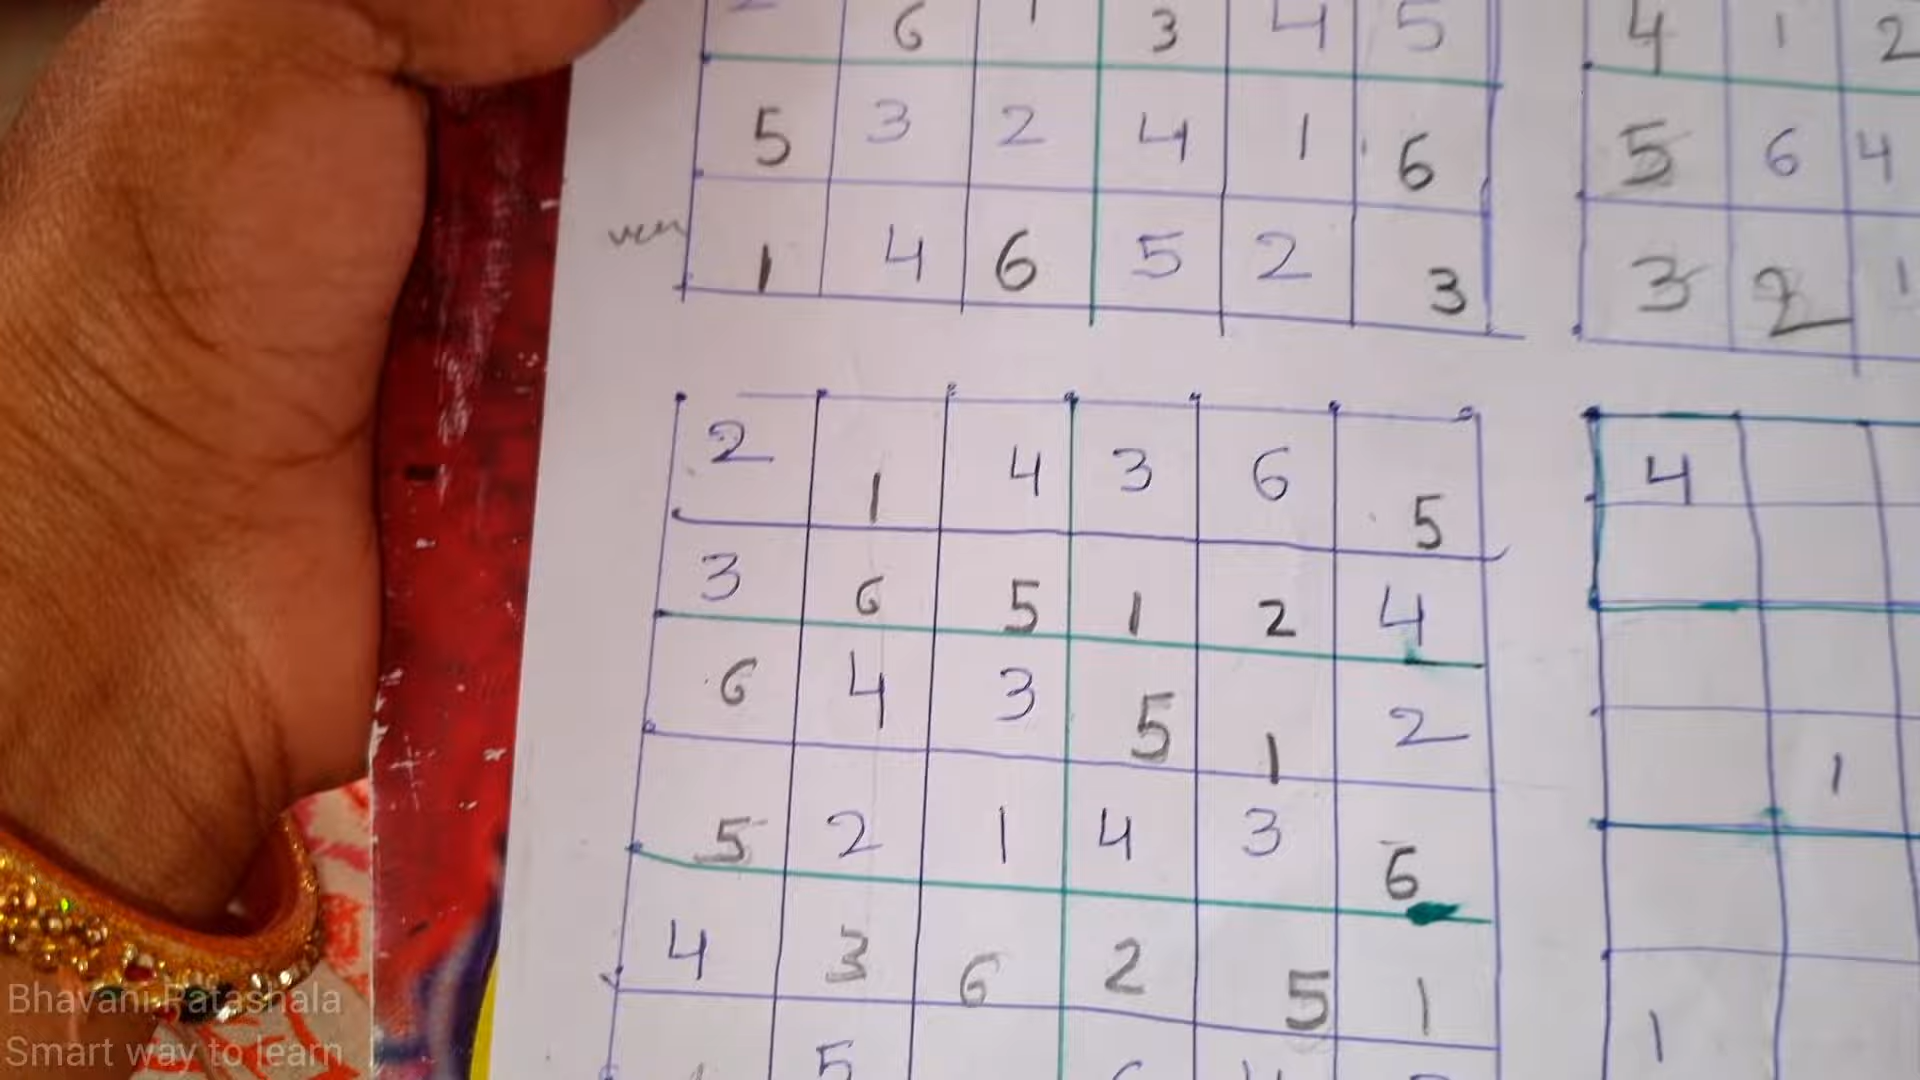 6 1 3 4 5
5 3 2 4 1 6
1 4 6 5 2 3
4 1 2
5 6 4
3 2 1
2 1 4 3 6 5
3 6 5 1 2 4
6 4 3 5 1 2
5 2 1 4 3 6
4 3 6 2 5 1
5
4
1
1
Bhavani Patashala
Smart way to learn